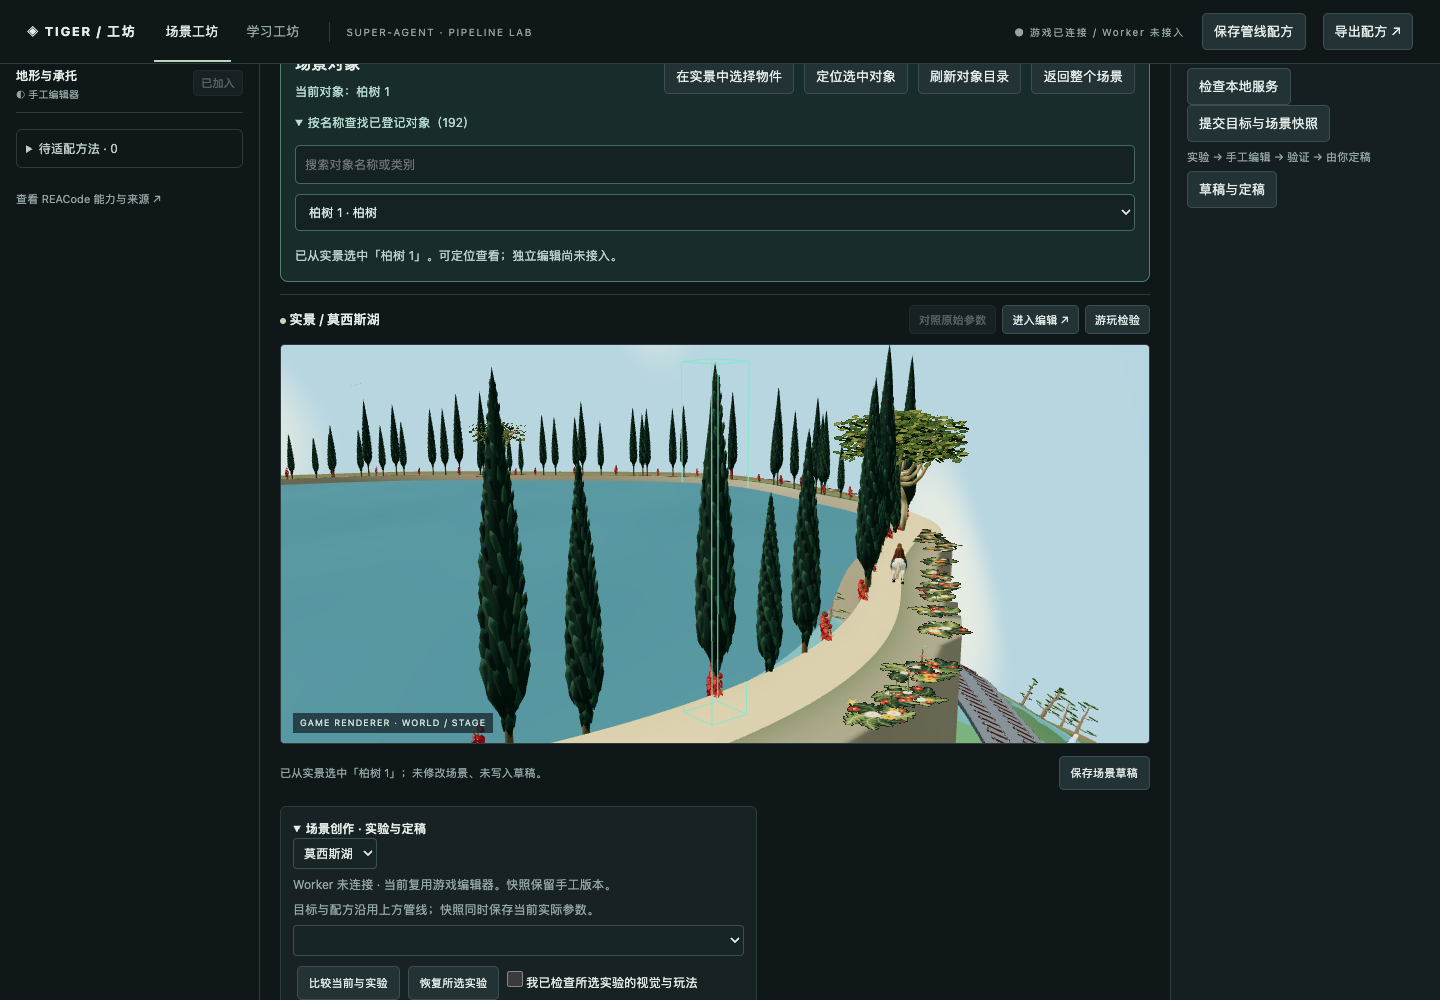 ◈ TIGER / 工坊
场景工坊
学习工坊
SUPER-AGENT · PIPELINE LAB
游戏已连接 / Worker 未接入
保存管线配方
导出配方 ↗
地形与承托
◐ 手工编辑器
已加入
▶ 待适配方法 · 0
查看 REACode 能力与来源 ↗
场景对象
当前对象：柏树 1
在实景中选择物件
定位选中对象
刷新对象目录
返回整个场景
▼ 按名称查找已登记对象（192）
搜索对象名称或类别
柏树 1 · 柏树
已从实景选中「柏树 1」。可定位查看；独立编辑尚未接入。
实景 / 莫西斯湖
对照原始参数
进入编辑 ↗
游玩检验
GAME RENDERER · WORLD / STAGE
已从实景选中「柏树 1」；未修改场景、未写入草稿。
保存场景草稿
▼ 场景创作 · 实验与定稿
莫西斯湖
Worker 未连接 · 当前复用游戏编辑器。快照保留手工版本。
目标与配方沿用上方管线；快照同时保存当前实际参数。
比较当前与实验
恢复所选实验
我已检查所选实验的视觉与玩法
检查本地服务
提交目标与场景快照
实验 → 手工编辑 → 验证 → 由你定稿
草稿与定稿